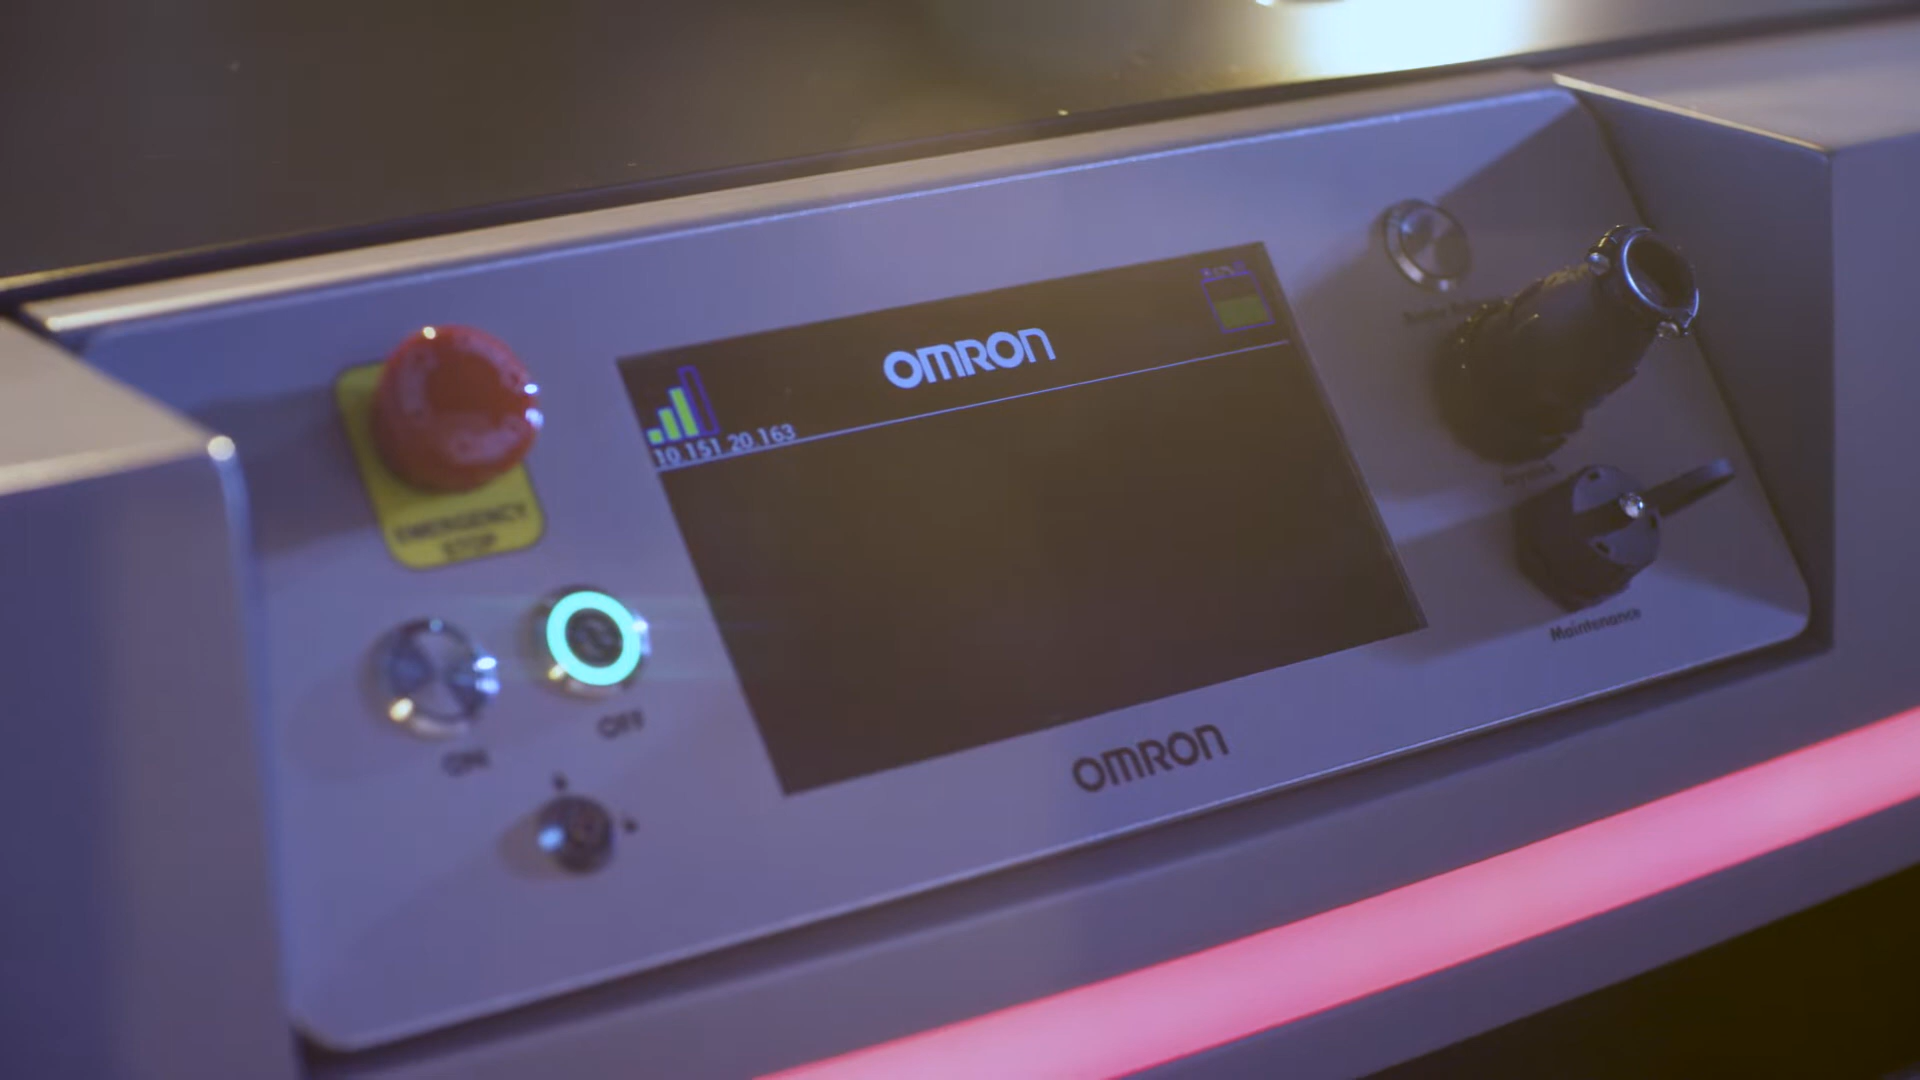 OMRON
10.151.20.163
EMERGENCY
STOP
ON
OFF
Maintenance
OMRON